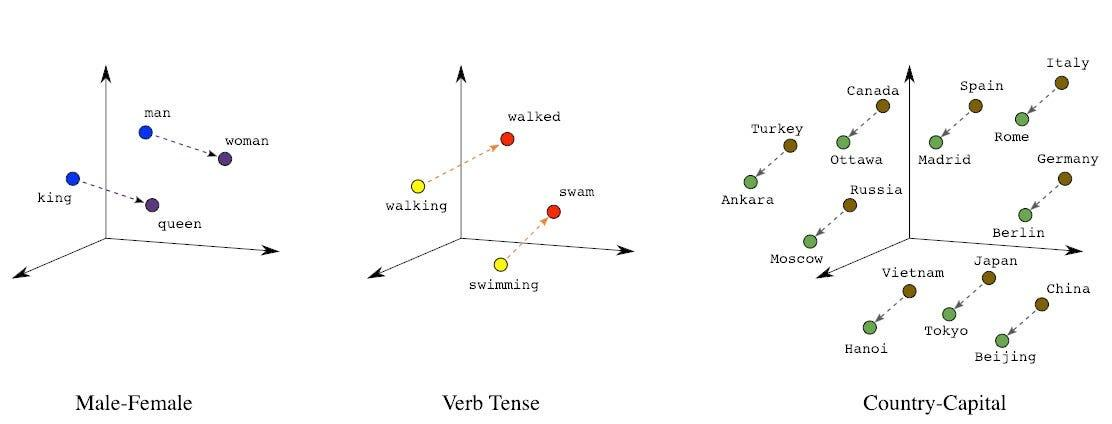 man
woman
king
queen
Male-Female
walked
walking
swam
swimming
Verb Tense
Italy
Canada
Spain
Rome
Turkey
Ottawa
Madrid
Germany
Ankara
Russia
Berlin
Moscow
Japan
Vietnam
China
Tokyo
Hanoi
Beijing
Country-Capital